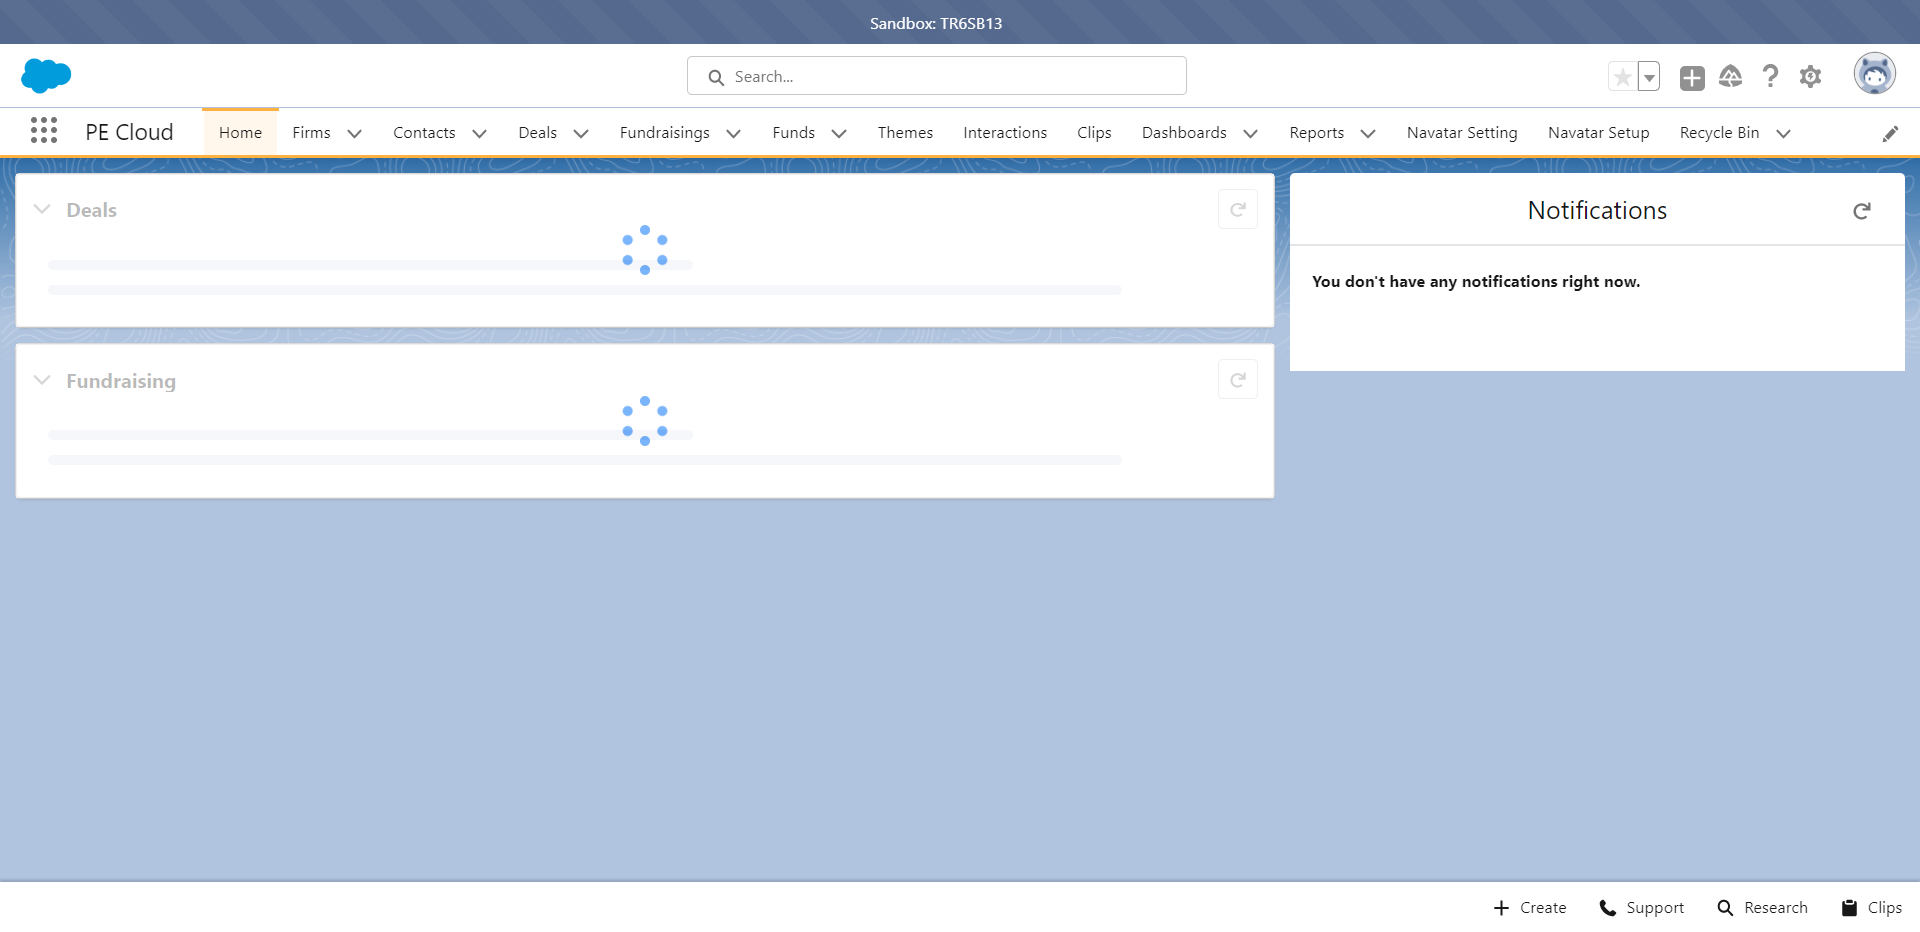 Sandbox: TR6SB13
Search...
PE Cloud
Home
Firms
Contacts
Deals
Fundraisings
Funds
Themes
Interactions
Clips
Dashboards
Reports
Navatar Setting
Navatar Setup
Recycle Bin
Deals
Fundraising
Notifications
You don't have any notifications right now.
Create
Support
Research
Clips